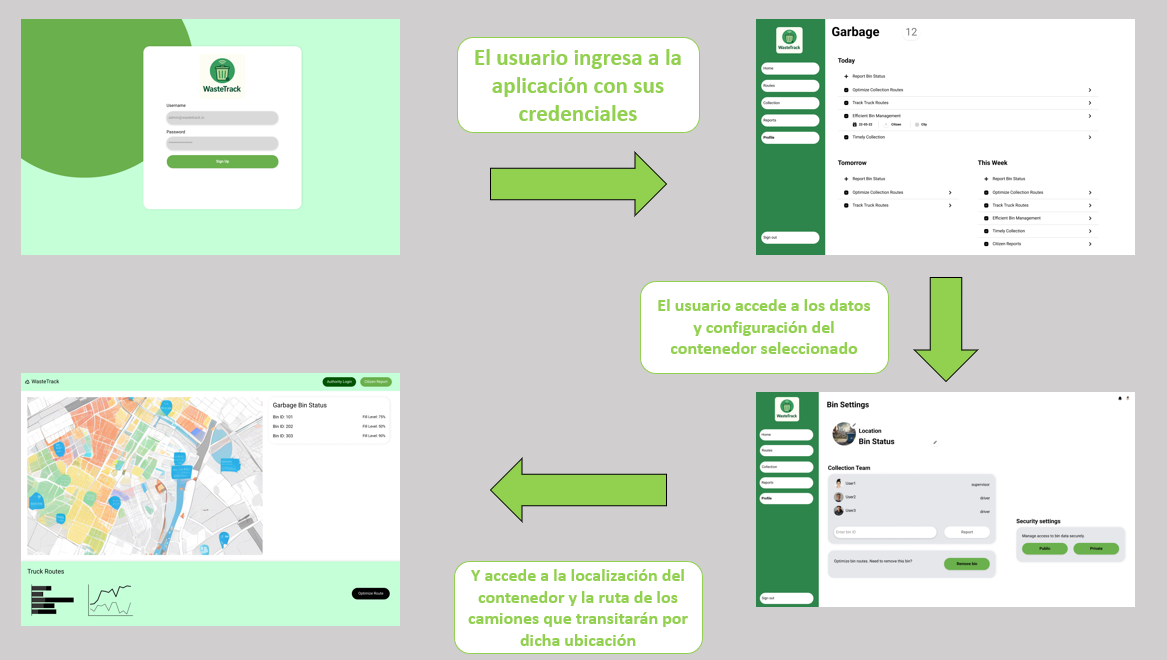 WasteTrack
Username
admin@wastetrack.io
Password
Sign Up
El usuario ingresa a la
aplicación con sus
credenciales
WasteTrack
Home
Routes
Collection
Reports
Profile
Sign out
Garbage 12
Today
Report Bin Status
Optimize Collection Routes
Track Truck Routes
Efficient Bin Management
Citizen City
Timely Collection
Tomorrow
Report Bin Status
Optimize Collection Routes
Track Truck Routes
This Week
Report Bin Status
Optimize Collection Routes
Track Truck Routes
Efficient Bin Management
Timely Collection
Citizen Reports
El usuario accede a los datos
y configuración del
contenedor seleccionado
WasteTrack
Home
Routes
Collection
Reports
Profile
Sign out
Bin Settings
Location
Bin Status
Collection Team
User1 supervisor
User2 driver
User3 driver
Enter bin ID Report
Optimize bin routes. Need to remove this bin? Remove bin
Security settings
Manage access to bin data security.
Public Private
Y accede a la localización del
contenedor y la ruta de los
camiones que transitarán por
dicha ubicación
WasteTrack Authority Login Citizen Report
Garbage Bin Status
Bin ID: 101 Fill Level: 75%
Bin ID: 202 Fill Level: 50%
Bin ID: 303 Fill Level: 90%
Truck Routes
Optimize Route